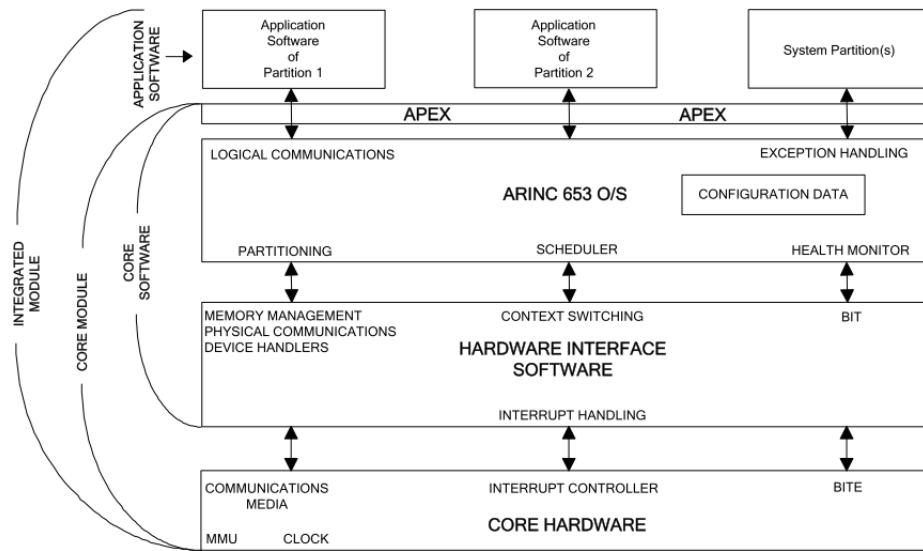 Application
Software
of
Partition 1
Application
Software
of
Partition 2
System Partition(s)
APPLICATION
SOFTWARE
APEX
APEX
LOGICAL COMMUNICATIONS
EXCEPTION HANDLING
ARINC 653 O/S
CONFIGURATION DATA
PARTITIONING
SCHEDULER
HEALTH MONITOR
INTEGRATED
MODULE
CORE MODULE
CORE
SOFTWARE
MEMORY MANAGEMENT
PHYSICAL COMMUNICATIONS
DEVICE HANDLERS
CONTEXT SWITCHING
BIT
HARDWARE INTERFACE
SOFTWARE
INTERRUPT HANDLING
COMMUNICATIONS
MEDIA
INTERRUPT CONTROLLER
BITE
CORE HARDWARE
MMU
CLOCK